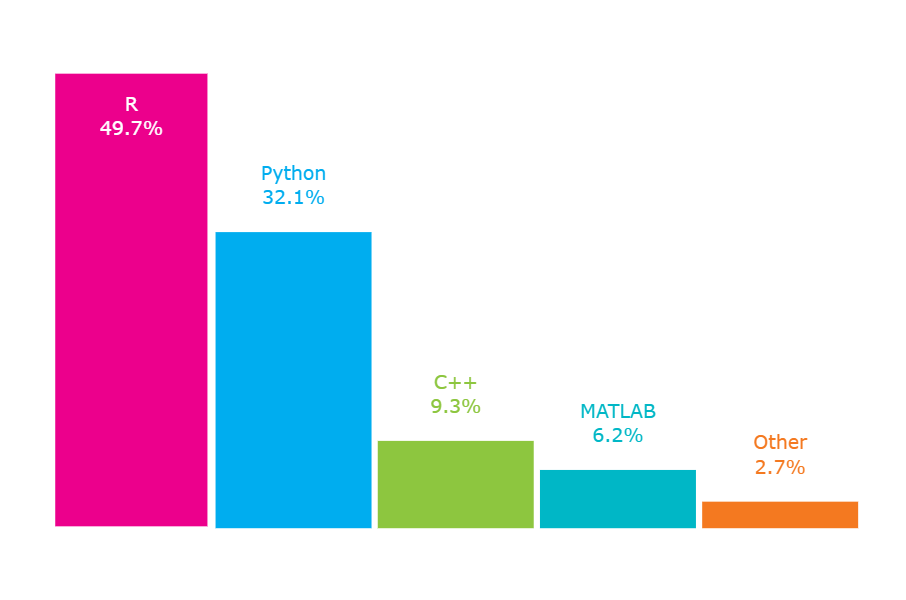 R
49.7%
Python
32.1%
C++
9.3%
MATLAB
6.2%
Other
2.7%